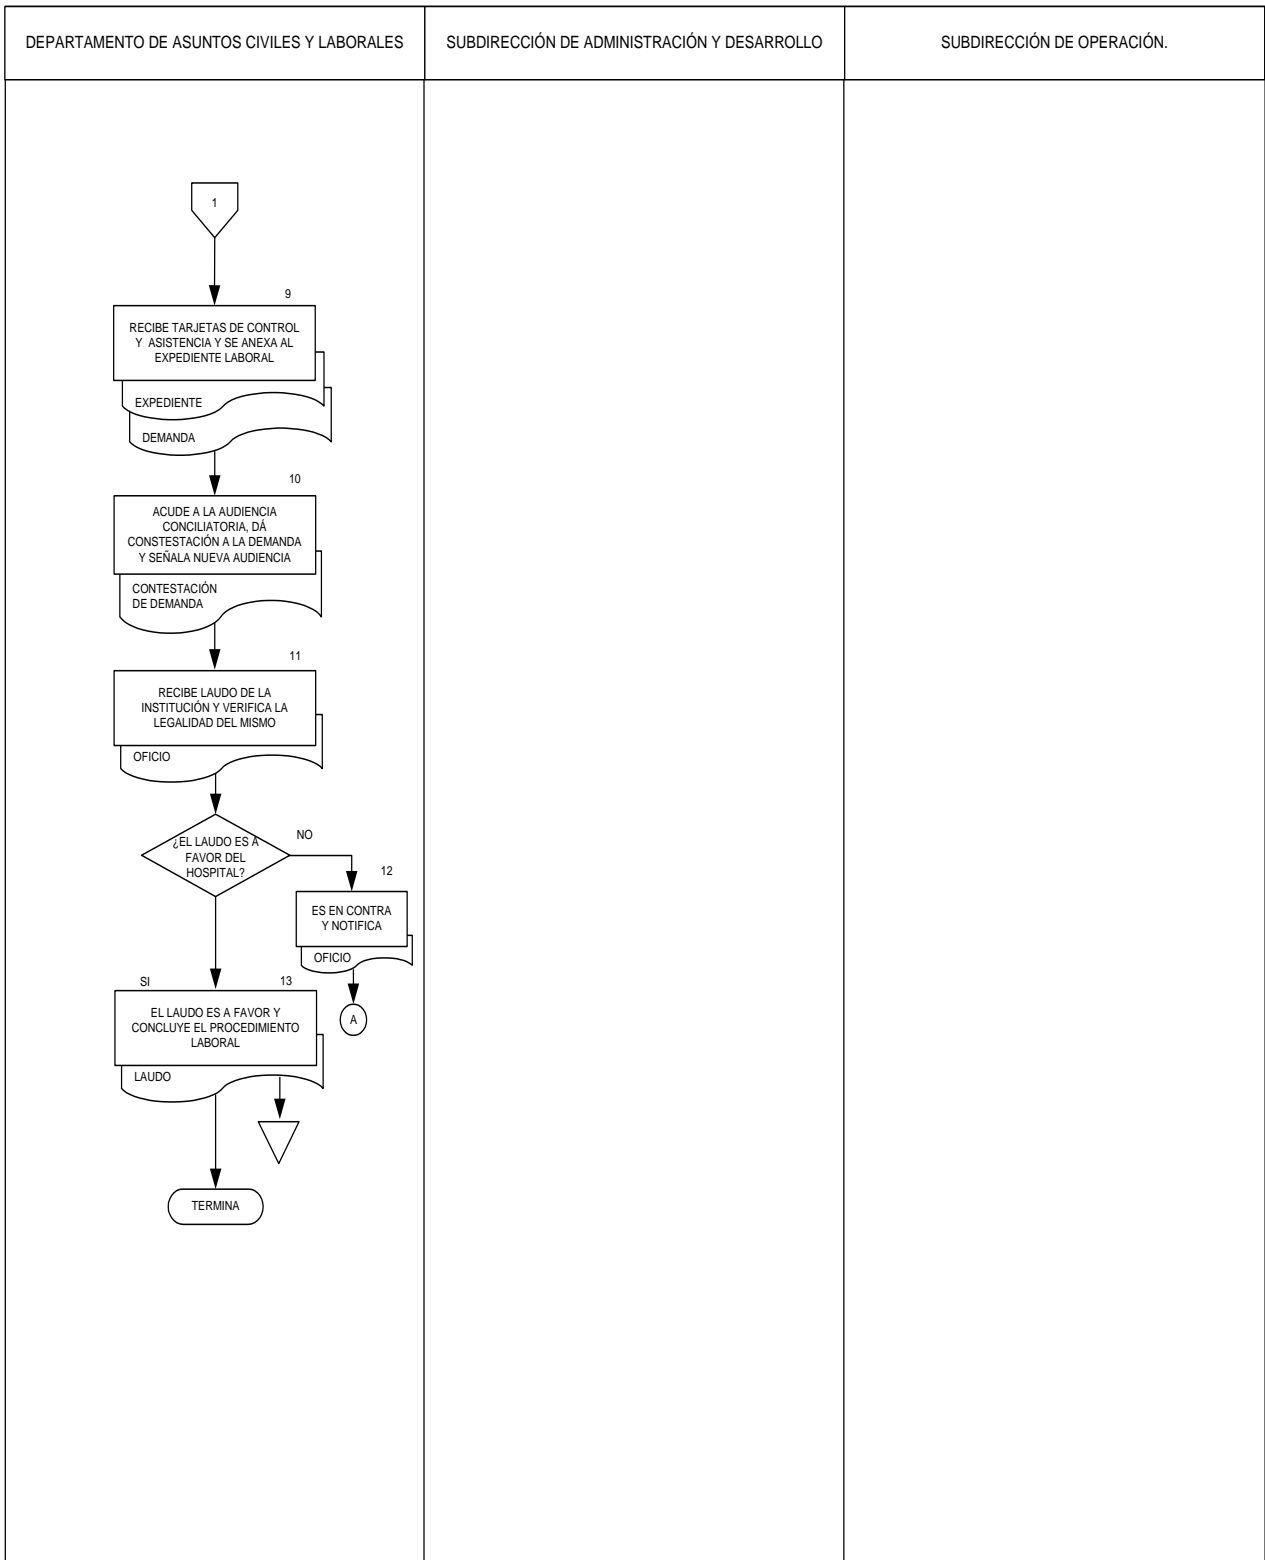 DEPARTAMENTO DE ASUNTOS CIVILES Y LABORALES
SUBDIRECCIÓN DE ADMINISTRACIÓN Y DESARROLLO
SUBDIRECCIÓN DE OPERACIÓN.
1
9
RECIBE TARJETAS DE CONTROL
Y ASISTENCIA Y SE ANEXA AL
EXPEDIENTE LABORAL
EXPEDIENTE
DEMANDA
10
ACUDE A LA AUDIENCIA
CONCILIATORIA, DÁ
CONSTESTACIÓN A LA DEMANDA
Y SEÑALA NUEVA AUDIENCIA
CONTESTACIÓN
DE DEMANDA
11
RECIBE LAUDO DE LA
INSTITUCIÓN Y VERIFICA LA
LEGALIDAD DEL MISMO
OFICIO
¿EL LAUDO ES A
FAVOR DEL
HOSPITAL?
NO
12
ES EN CONTRA
Y NOTIFICA
OFICIO
A
SI
13
EL LAUDO ES A FAVOR Y
CONCLUYE EL PROCEDIMIENTO
LABORAL
LAUDO
TERMINA